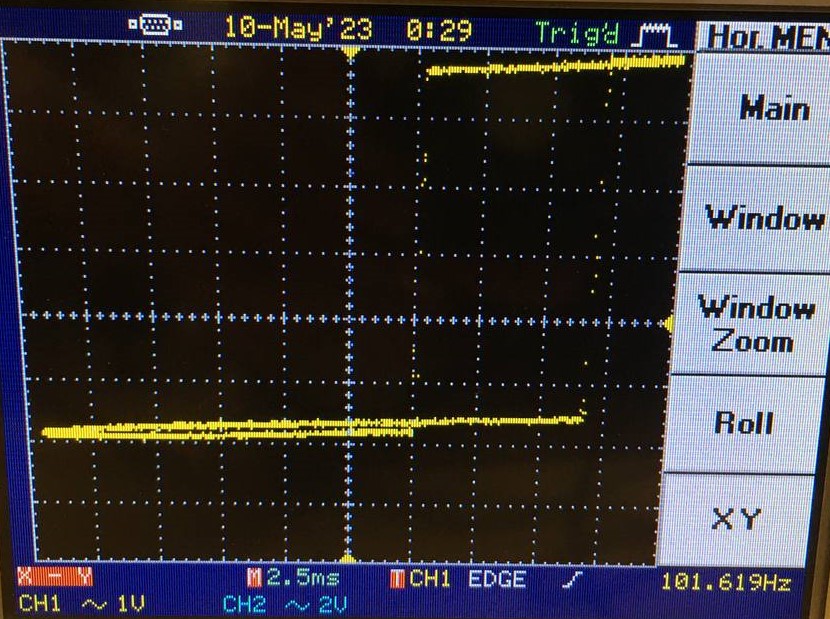 10-May'23 0:29 Trig'd
Hor. MEN
Main
Window
Window
Zoom
Roll
XY
X - Y M 2.5ms T CH1 EDGE 101.619Hz
CH1 ~ 1V CH2 ~ 2V